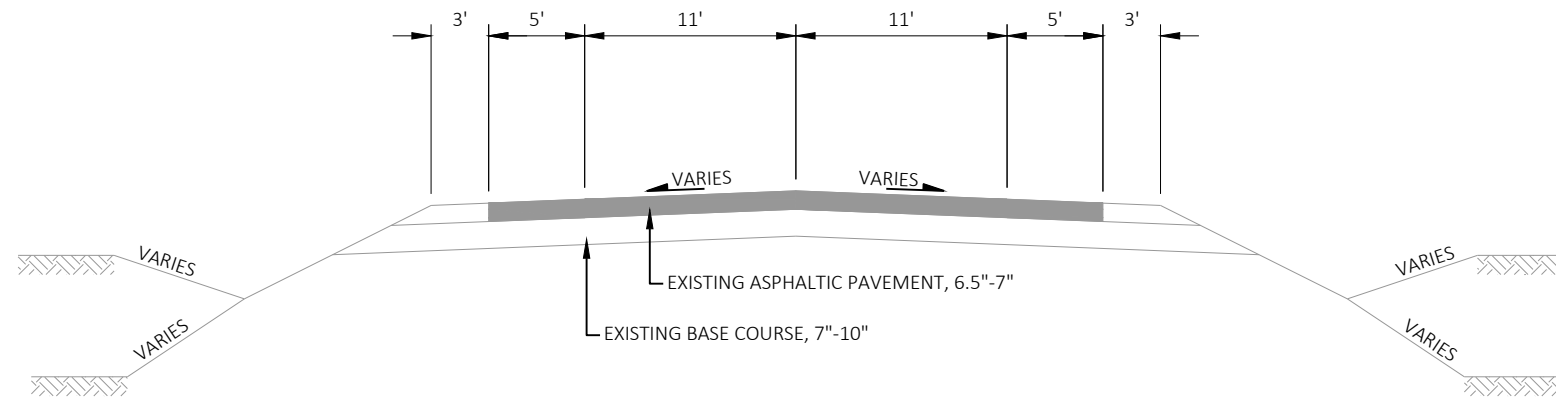 3' 5' 11' 11' 5' 3'
VARIES VARIES
VARIES VARIES
EXISTING ASPHALTIC PAVEMENT, 6.5"-7"
EXISTING BASE COURSE, 7"-10"
VARIES VARIES